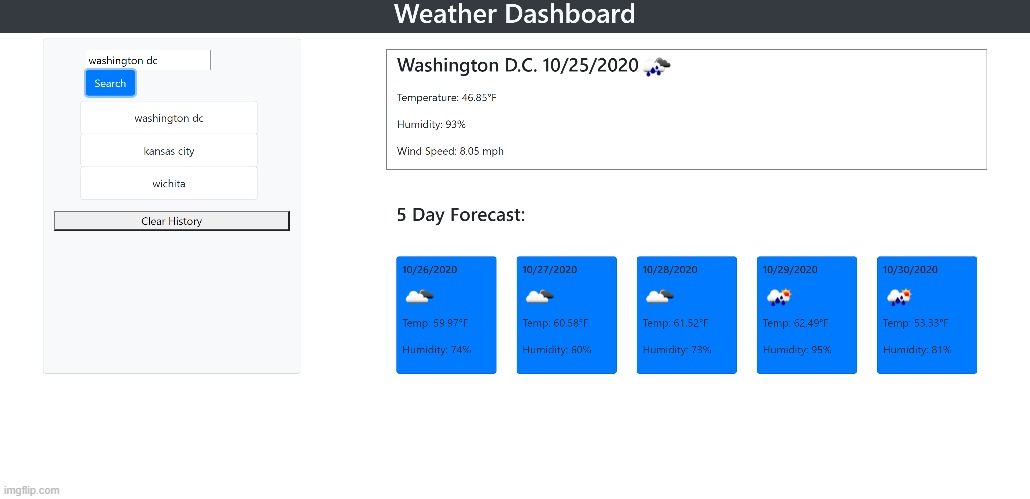 Weather Dashboard
washington dc
Search
washington dc
kansas city
wichita
Clear History
Washington D.C. 10/25/2020
Temperature: 46.85°F
Humidity: 93%
Wind Speed: 8.05 mph
5 Day Forecast:
10/26/2020
Temp: 59.97°F
Humidity: 74%
10/27/2020
Temp: 60.58°F
Humidity: 60%
10/28/2020
Temp: 61.52°F
Humidity: 73%
10/29/2020
Temp: 62.49°F
Humidity: 95%
10/30/2020
Temp: 53.33°F
Humidity: 81%
imgflip.com